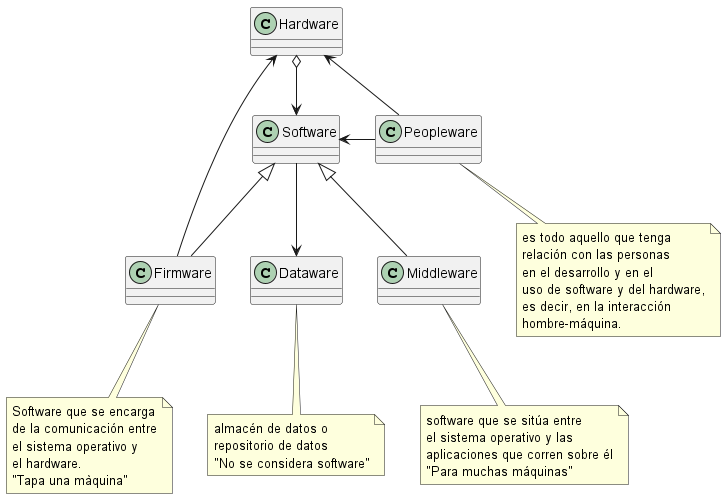 C Hardware
C Software
C Peopleware
es todo aquello que tenga
relación con las personas
en el desarrollo y en el
uso de software y del hardware,
es decir, en la interacción
hombre-máquina.
C Firmware
C Dataware
C Middleware
Software que se encarga
de la comunicación entre
el sistema operativo y
el hardware.
"Tapa una màquina"
almacén de datos o
repositorio de datos
"No se considera software"
software que se sitúa entre
el sistema operativo y las
aplicaciones que corren sobre él
"Para muchas máquinas"